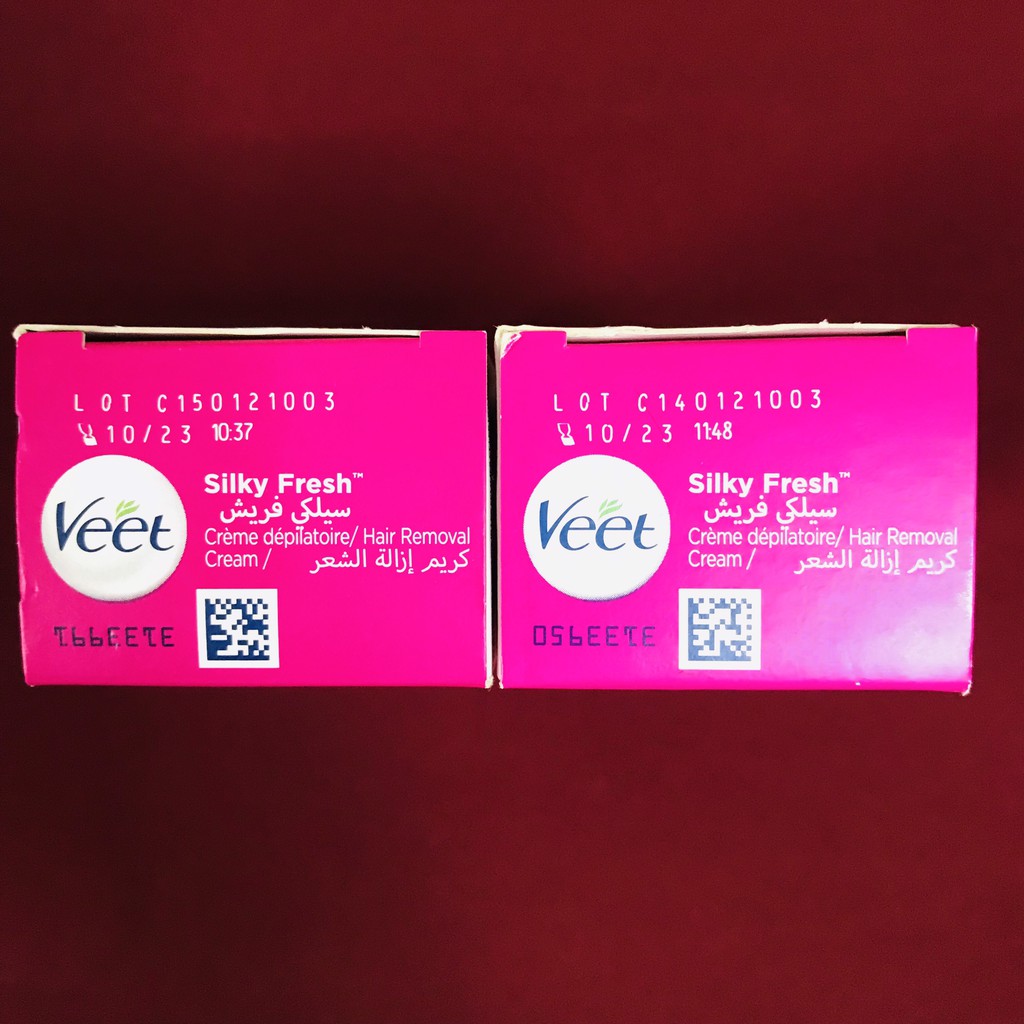 LOT C150121003
10/23 10:37
Veet
Silky Fresh™
سيلكي فريش
Crème dépilatoire/ Hair Removal
Cream / كريم إزالة الشعر
LOT C140121003
10/23 11:48
Veet
Silky Fresh™
سيلكي فريش
Crème dépilatoire/ Hair Removal
Cream / كريم إزالة الشعر